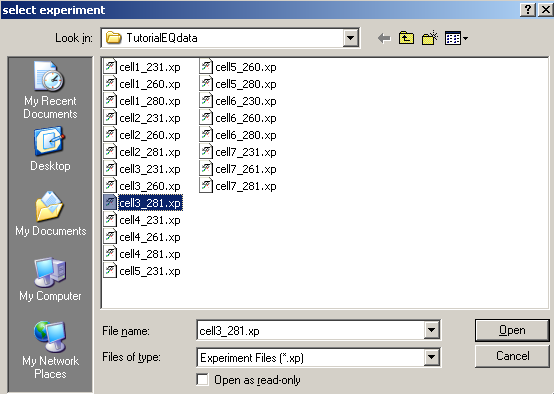 select experiment
Look in: TutorialEQdata
My Recent Documents
Desktop
My Documents
My Computer
My Network Places
cell1_231.xp
cell1_260.xp
cell1_280.xp
cell2_231.xp
cell2_260.xp
cell2_281.xp
cell3_231.xp
cell3_260.xp
cell3_281.xp
cell4_231.xp
cell4_261.xp
cell4_281.xp
cell5_231.xp
cell5_260.xp
cell5_280.xp
cell6_230.xp
cell6_260.xp
cell6_280.xp
cell7_231.xp
cell7_261.xp
cell7_281.xp
File name: cell3_281.xp Open
Files of type: Experiment Files (*.xp) Cancel
Open as read-only